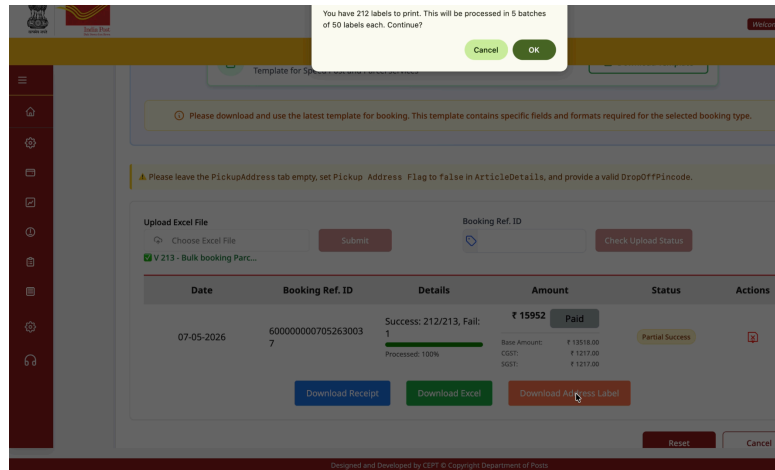 You have 212 labels to print. This will be processed in 5 batches
of 50 labels each. Continue?
Cancel
OK
India Post
Welcom
Template for Speed Post and Parcel services
Please download and use the latest template for booking. This template contains specific fields and formats required for the selected booking type.
Please leave the PickupAddress tab empty, set Pickup Address Flag to false in ArticleDetails, and provide a valid DropOffPincode.
Upload Excel File
Booking Ref. ID
Choose Excel File
Submit
Check Upload Status
V 213 - Bulk booking Parc...
Date
Booking Ref. ID
Details
Amount
Status
Actions
07-05-2026
600000000705263003
7
Success: 212/213, Fail:
1
Processed: 100%
₹ 15952
Paid
Base Amount: ₹ 13518.00
CGST: ₹ 1217.00
SGST: ₹ 1217.00
Partial Success
Download Receipt
Download Excel
Download Address Label
Reset
Cancel
Designed and Developed by CEPT © Copyright Department of Posts